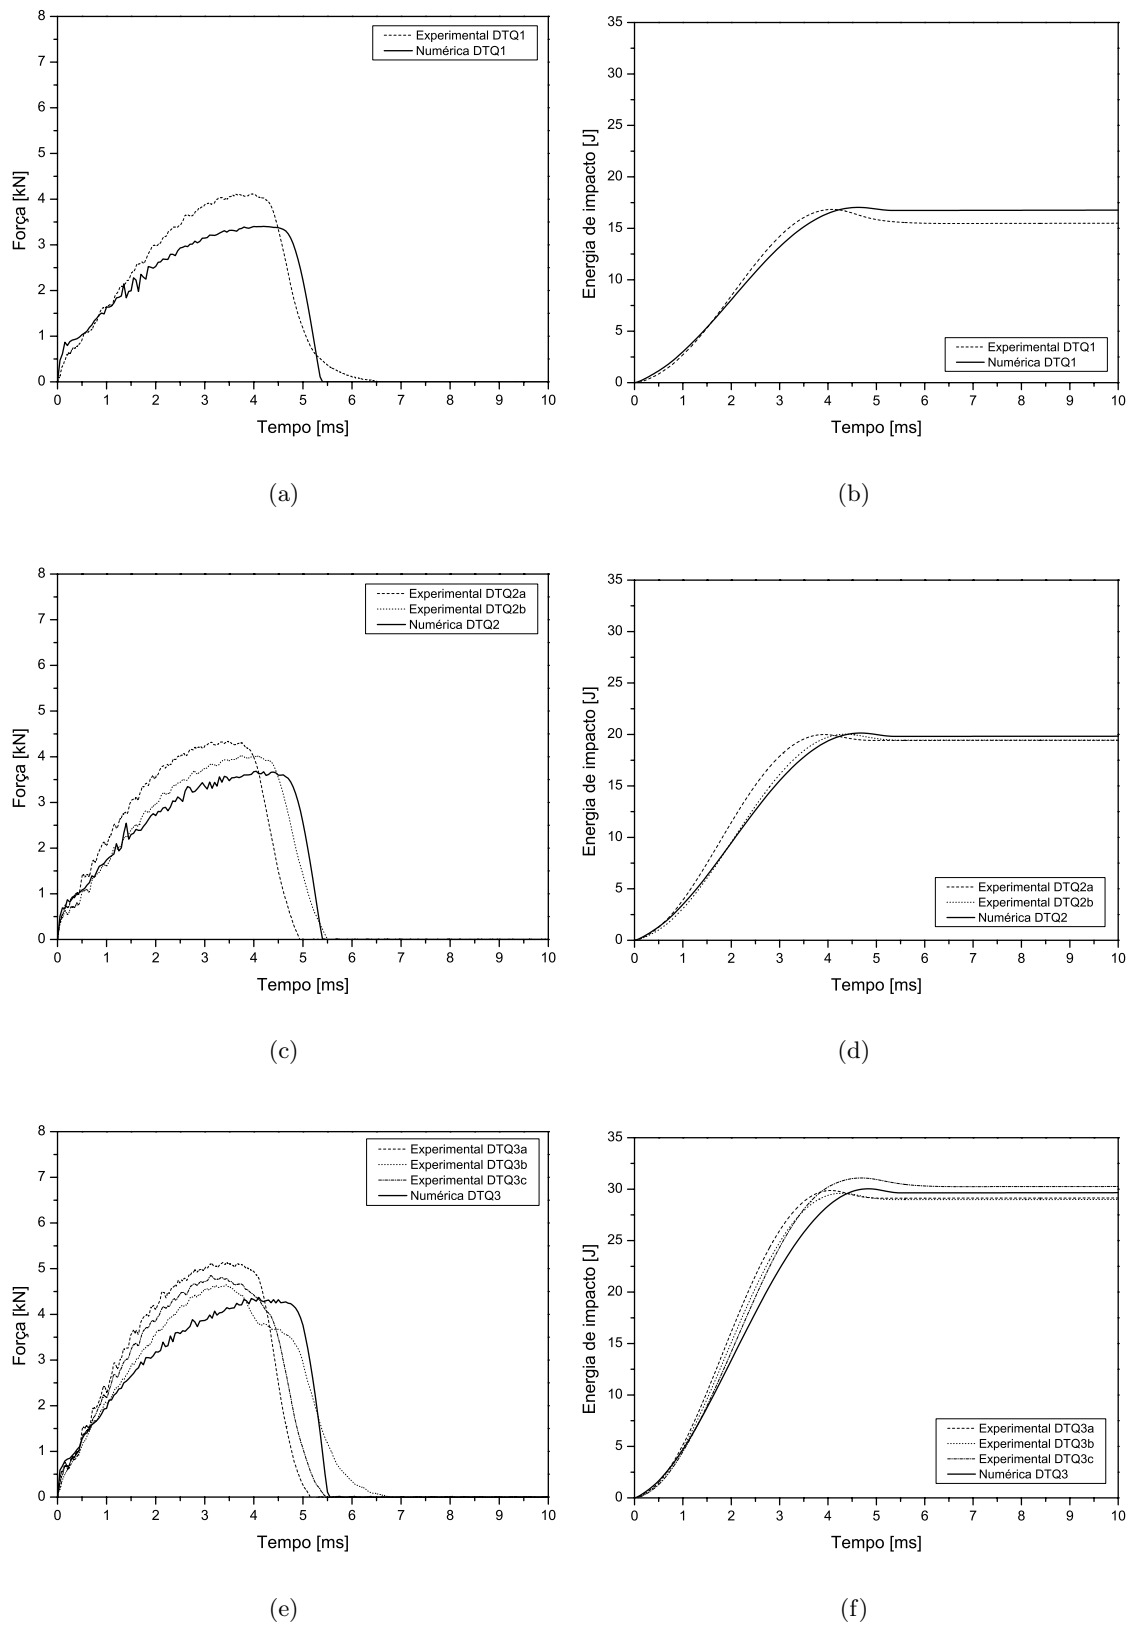 Experimental DTQ1
Numérica DTQ1
8
7
6
5
4
3
2
1
0
Força [kN]
0 1 2 3 4 5 6 7 8 9 10
Tempo [ms]
(a)
35
30
25
20
15
10
5
0
Energia de impacto [J]
Experimental DTQ1
Numérica DTQ1
0 1 2 3 4 5 6 7 8 9 10
Tempo [ms]
(b)
Experimental DTQ2a
Experimental DTQ2b
Numérica DTQ2
8
7
6
5
4
3
2
1
0
Força [kN]
0 1 2 3 4 5 6 7 8 9 10
Tempo [ms]
(c)
35
30
25
20
15
10
5
0
Energia de impacto [J]
Experimental DTQ2a
Experimental DTQ2b
Numérica DTQ2
0 1 2 3 4 5 6 7 8 9 10
Tempo [ms]
(d)
Experimental DTQ3a
Experimental DTQ3b
Experimental DTQ3c
Numérica DTQ3
8
7
6
5
4
3
2
1
0
Força [kN]
0 1 2 3 4 5 6 7 8 9 10
Tempo [ms]
(e)
35
30
25
20
15
10
5
0
Energia de impacto [J]
Experimental DTQ3a
Experimental DTQ3b
Experimental DTQ3c
Numérica DTQ3
0 1 2 3 4 5 6 7 8 9 10
Tempo [ms]
(f)